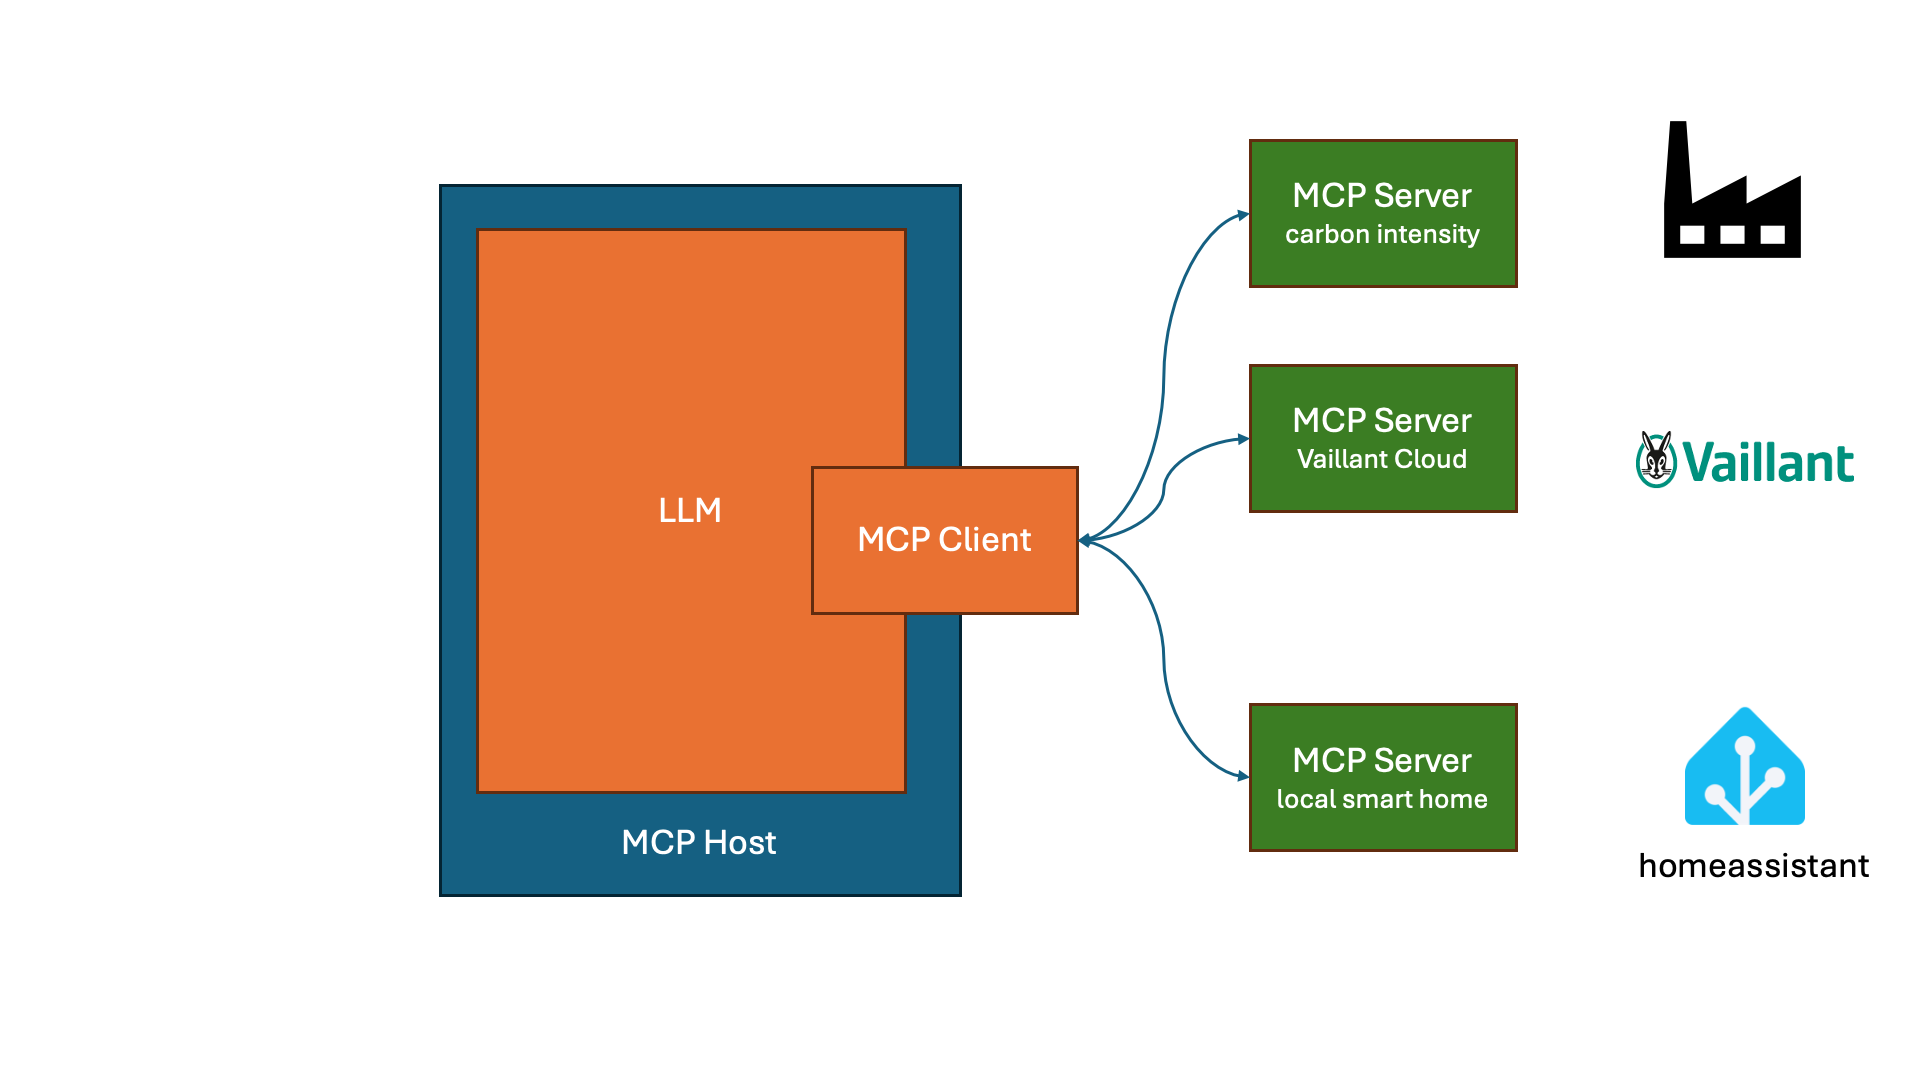 LLM
MCP Client
MCP Host
MCP Server
carbon intensity
MCP Server
Vaillant Cloud
Vaillant
MCP Server
local smart home
homeassistant